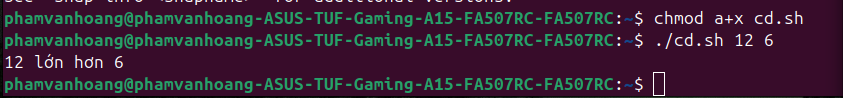 phamvanhoang@phamvanhoang-ASUS-TUF-Gaming-A15-FA507RC-FA507RC:~$ chmod a+x cd.sh
phamvanhoang@phamvanhoang-ASUS-TUF-Gaming-A15-FA507RC-FA507RC:~$ ./cd.sh 12 6
12 lớn hơn 6
phamvanhoang@phamvanhoang-ASUS-TUF-Gaming-A15-FA507RC-FA507RC:~$